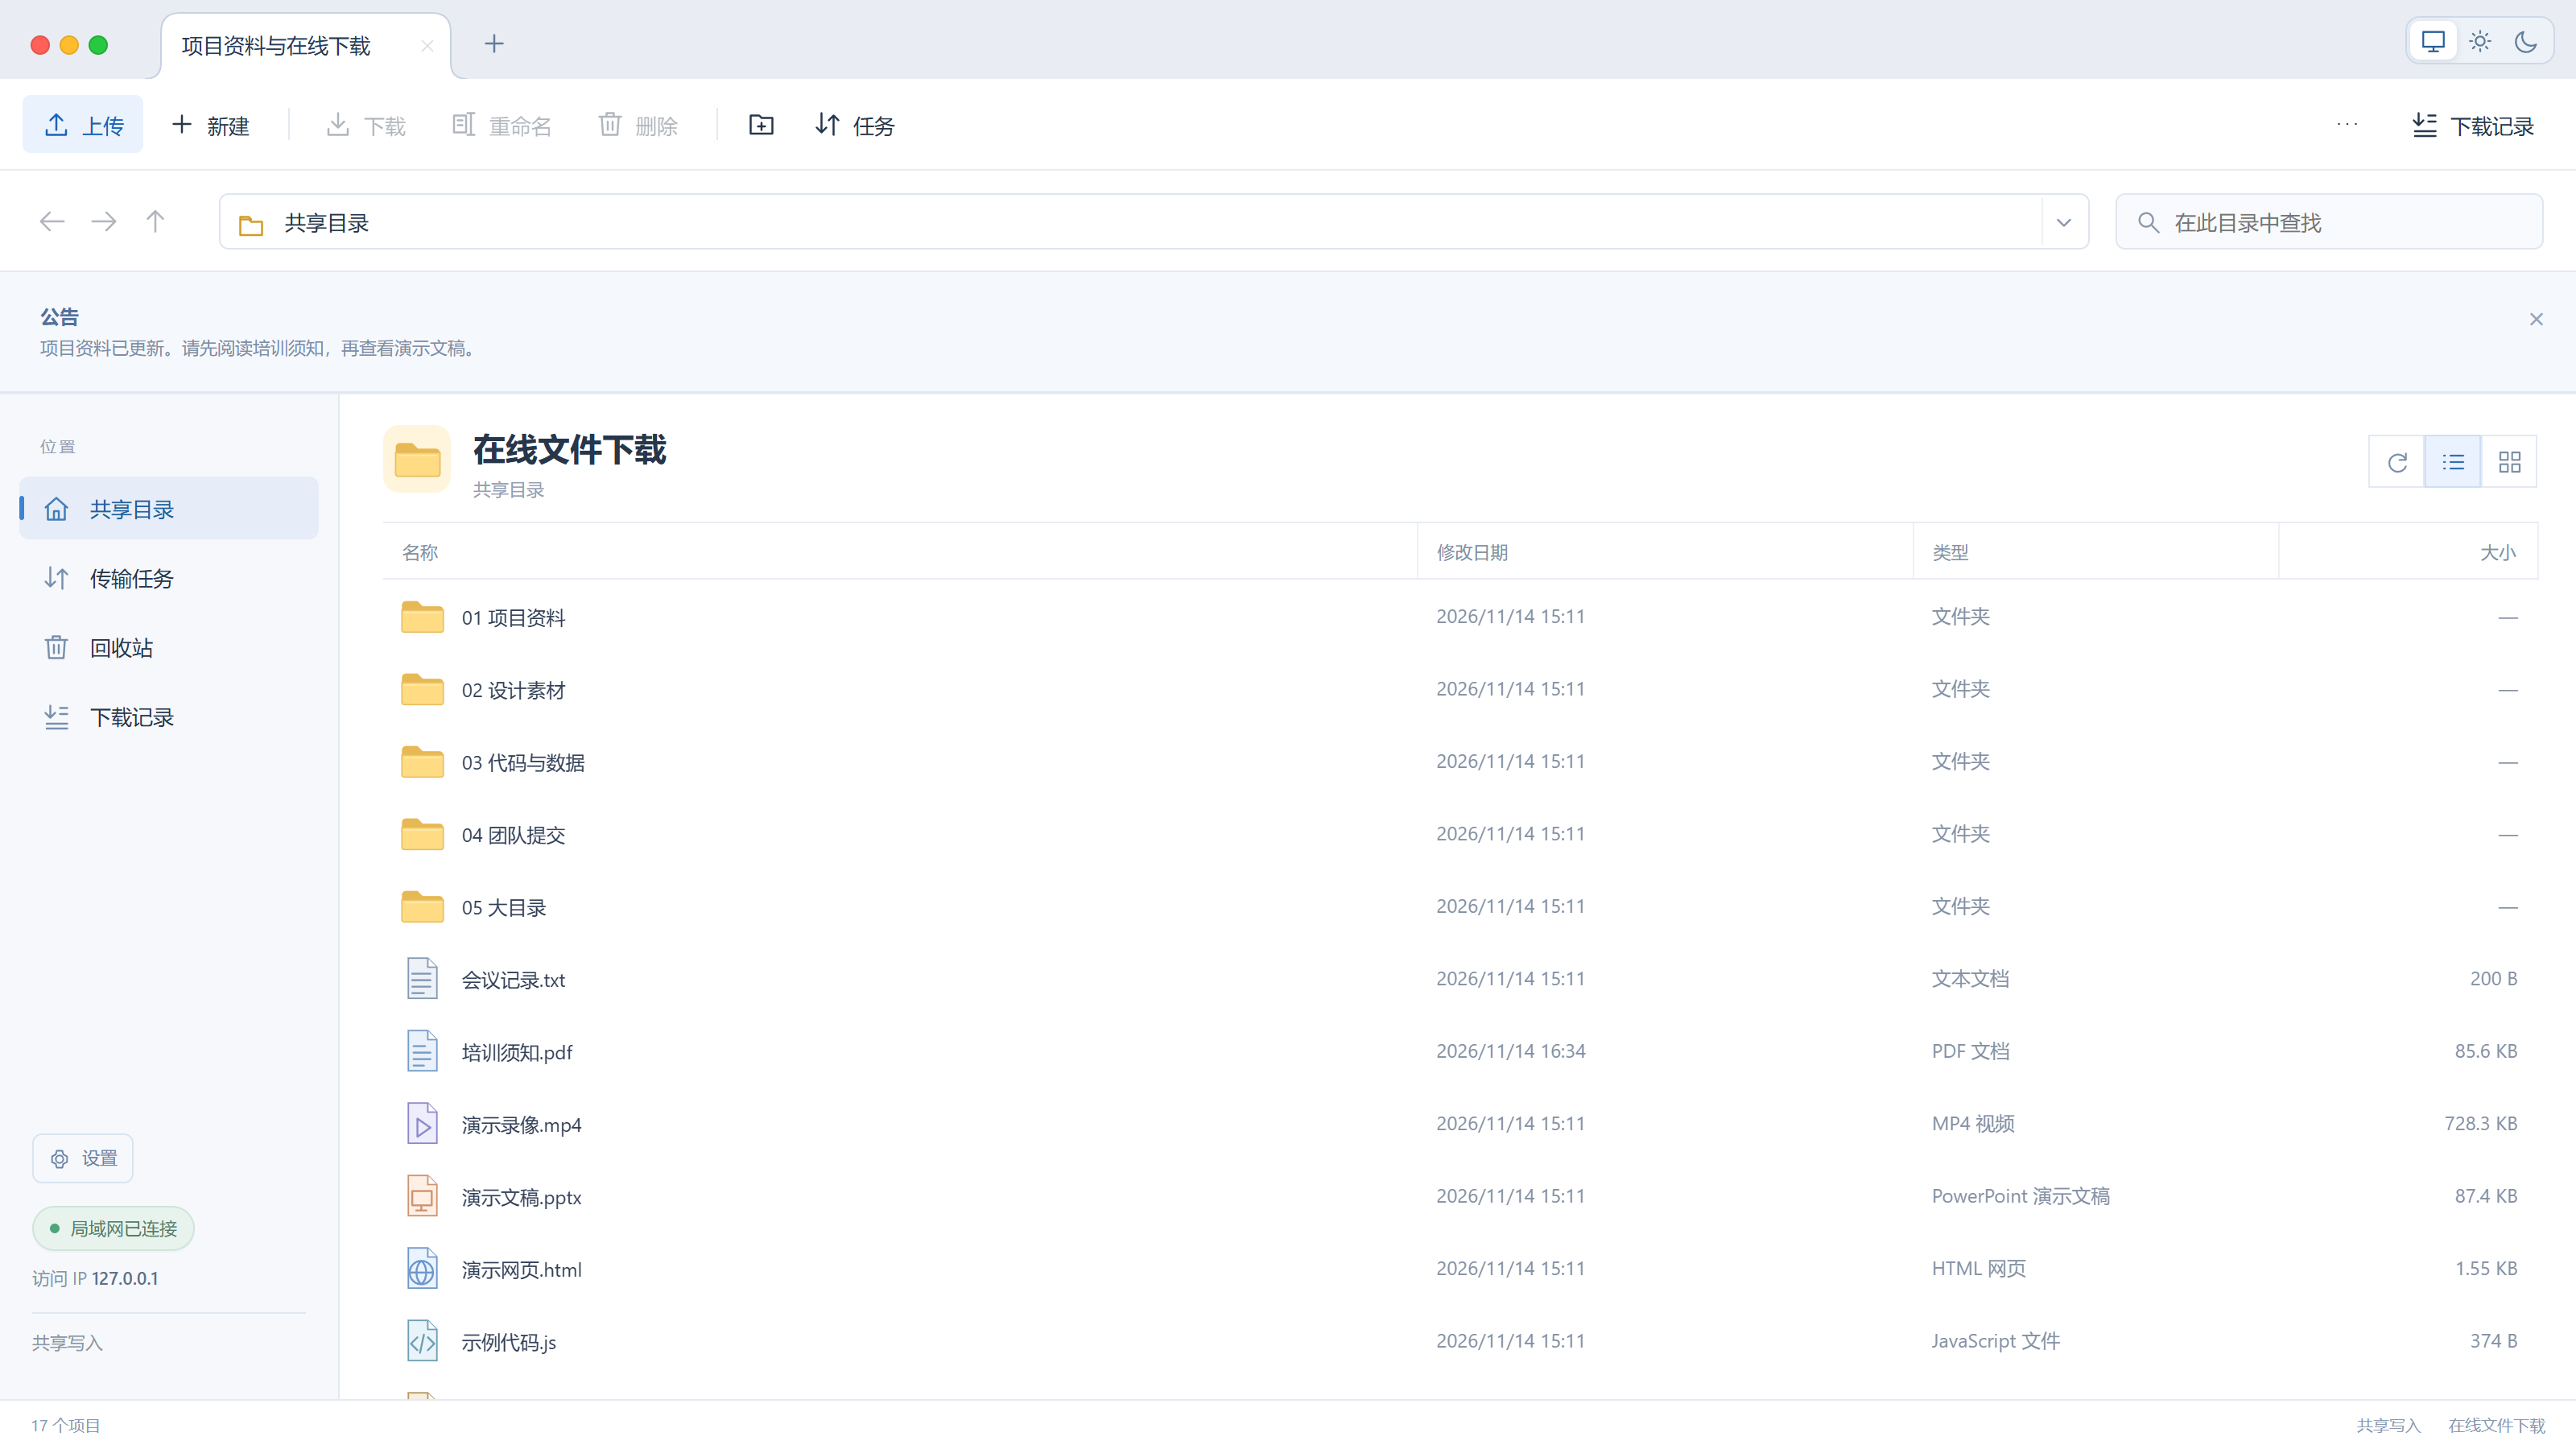 项目资料与在线下载
上传 新建 下载 重命名 删除 任务 ... 下载记录
共享目录 在此目录中查找
公告
项目资料已更新。请先阅读培训须知，再查看演示文稿。
位置
共享目录
传输任务
回收站
下载记录
设置
局域网已连接
访问 IP 127.0.0.1
共享写入
在线文件下载
共享目录
名称 修改日期 类型 大小
01 项目资料 2026/11/14 15:11 文件夹 —
02 设计素材 2026/11/14 15:11 文件夹 —
03 代码与数据 2026/11/14 15:11 文件夹 —
04 团队提交 2026/11/14 15:11 文件夹 —
05 大目录 2026/11/14 15:11 文件夹 —
会议记录.txt 2026/11/14 15:11 文本文档 200 B
培训须知.pdf 2026/11/14 16:34 PDF 文档 85.6 KB
演示录像.mp4 2026/11/14 15:11 MP4 视频 728.3 KB
演示文稿.pptx 2026/11/14 15:11 PowerPoint 演示文稿 87.4 KB
演示网页.html 2026/11/14 15:11 HTML 网页 1.55 KB
示例代码.js 2026/11/14 15:11 JavaScript 文件 374 B
17 个项目 共享写入 在线文件下载